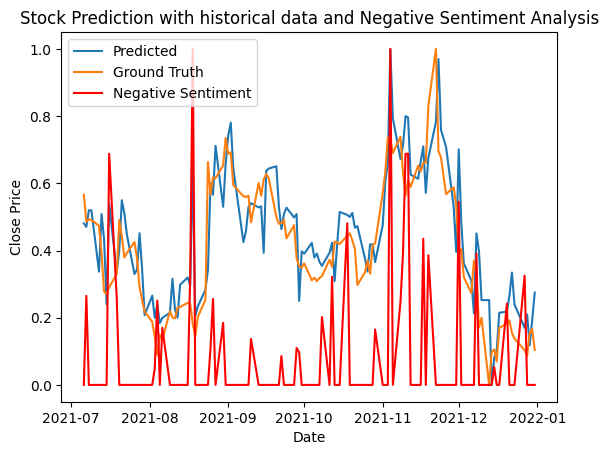 Stock Prediction with historical data and Negative Sentiment Analysis
Predicted
Ground Truth
Negative Sentiment
Close Price
1.0
0.8
0.6
0.4
0.2
0.0
2021-07 2021-08 2021-09 2021-10 2021-11 2021-12 2022-01
Date